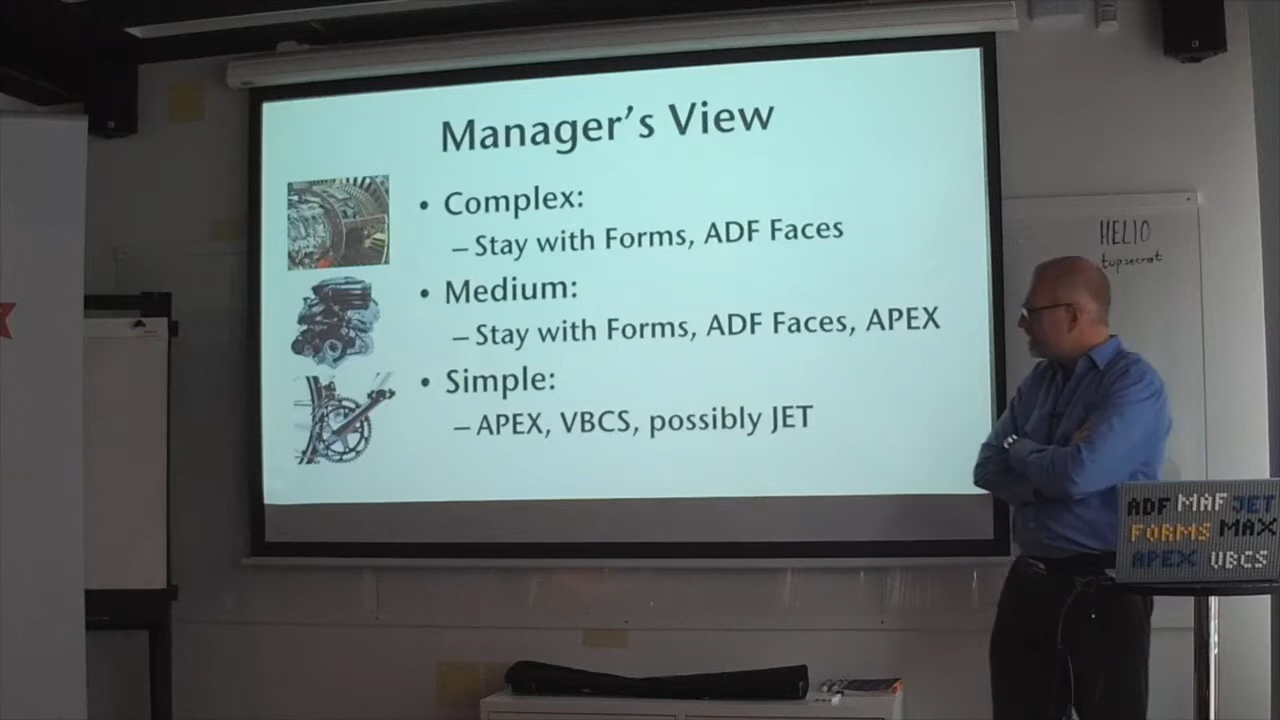 Manager's View
• Complex:
– Stay with Forms, ADF Faces
• Medium:
– Stay with Forms, ADF Faces, APEX
• Simple:
– APEX, VBCS, possibly JET
HELIO
topsecret
ADF MAF JET
FORMS MAX
APEX VBCS